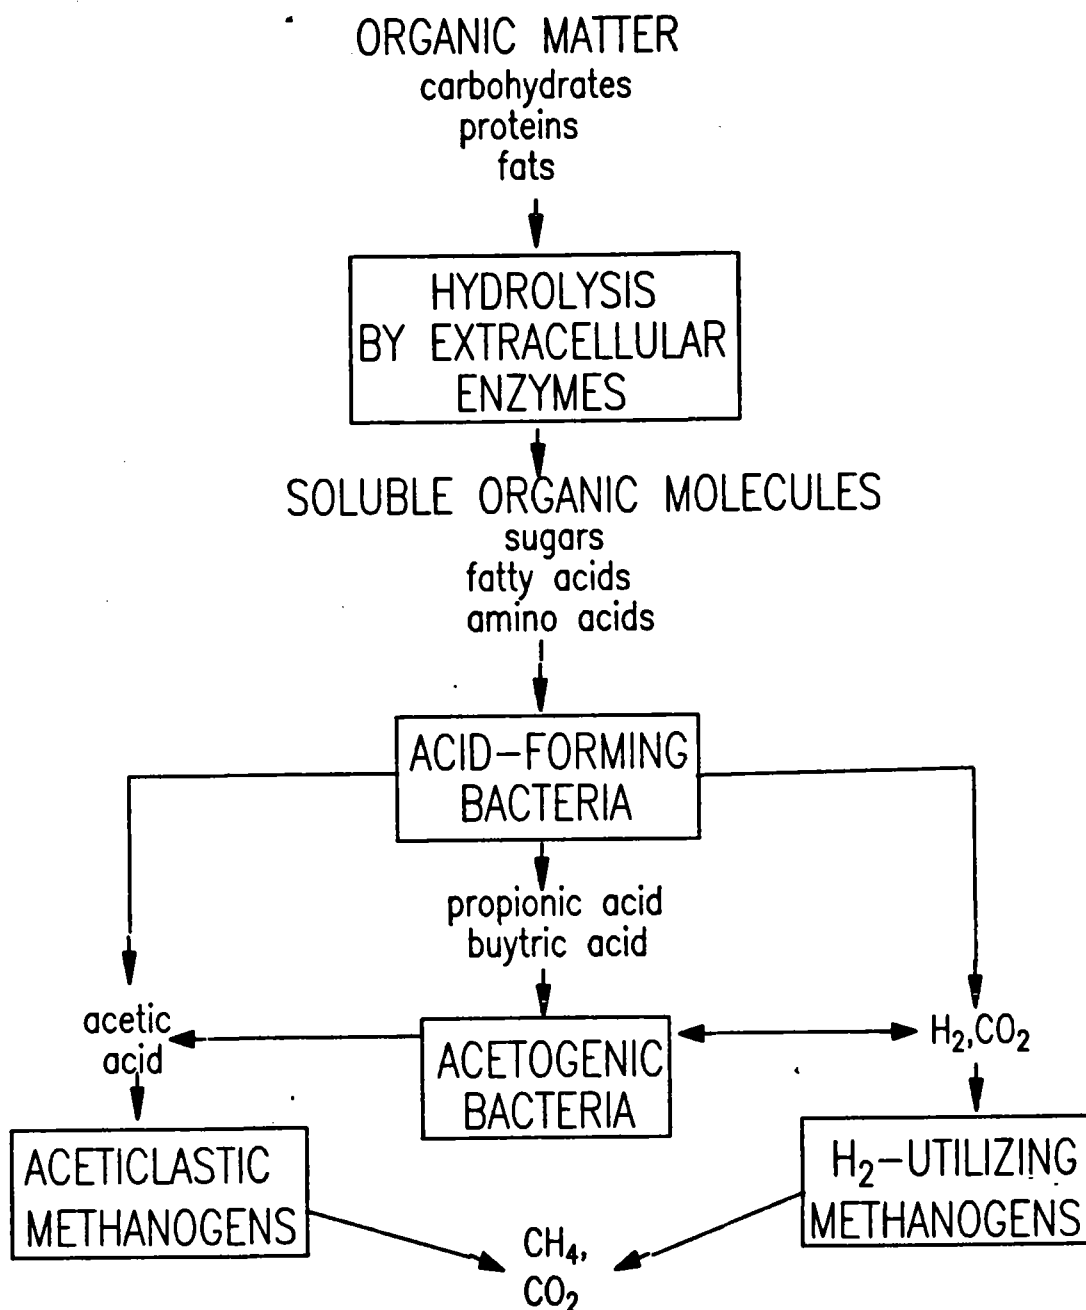 ORGANIC MATTER
carbohydrates
proteins
fats
HYDROLYSIS
BY EXTRACELLULAR
ENZYMES
SOLUBLE ORGANIC MOLECULES
sugars
fatty acids
amino acids
ACID-FORMING
BACTERIA
propionic acid
buytric acid
acetic
acid
ACETOGENIC
BACTERIA
H₂,CO₂
ACETICLASTIC
METHANOGENS
H₂-UTILIZING
METHANOGENS
CH₄,
CO₂